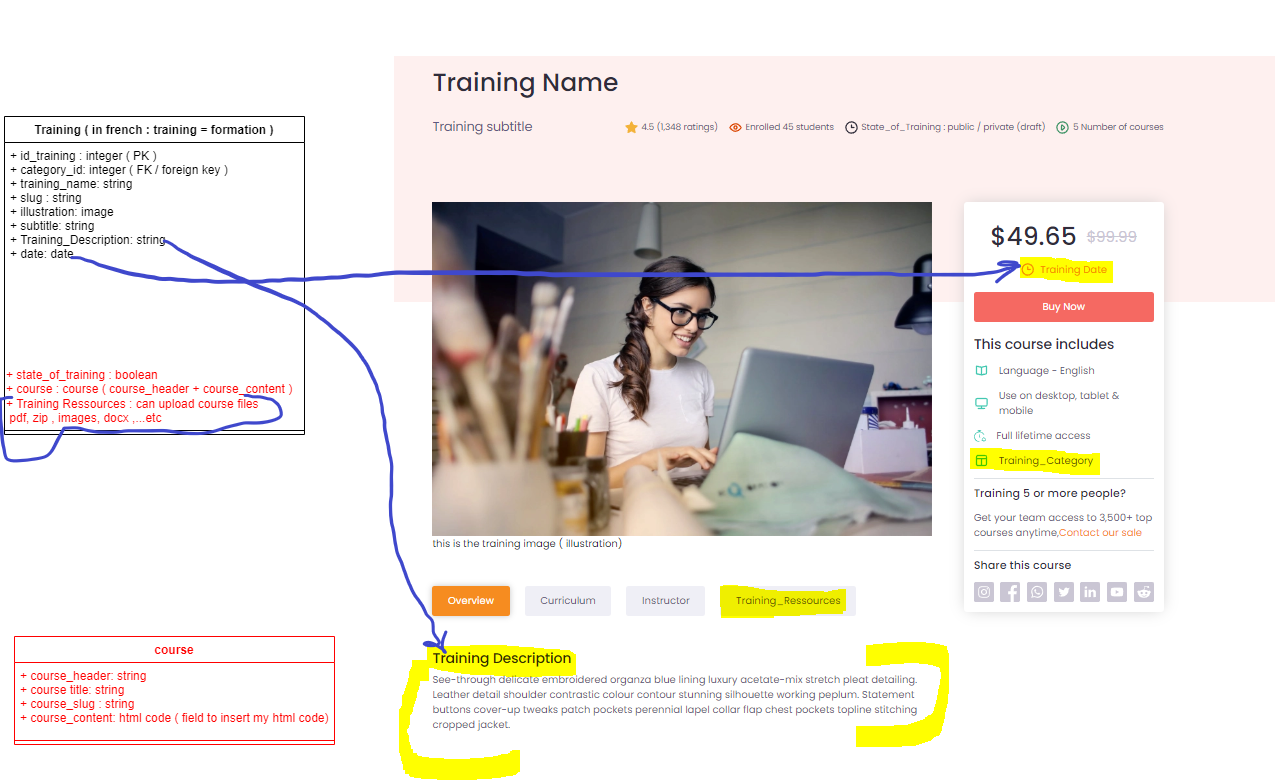 Training ( in french : training = formation )
+ id_training : integer ( PK )
+ category_id: integer ( FK / foreign key )
+ training_name: string
+ slug : string
+ illustration: image
+ subtitle: string
+ Training_Description: string
+ date: date
+ state_of_training : boolean
+ course : course ( course_header + course_content )
+ Training Ressources : can upload course files
pdf, zip , images, docx ,...etc
course
+ course_header: string
+ course title: string
+ course_slug : string
+ course_content: html code ( field to insert my html code)
Training Name
Training subtitle
4.5 (1,348 ratings)
Enrolled 45 students
State_of_Training : public / private (draft)
5 Number of courses
this is the training image ( illustration)
$49.65 $99.99
Training Date
Buy Now
This course includes
Language - English
Use on desktop, tablet &
mobile
Full lifetime access
Training_Category
Training 5 or more people?
Get your team access to 3,500+ top
courses anytime,Contact our sale
Share this course
Overview
Curriculum
Instructor
Training_Ressources
Training Description
See-through delicate embroidered organza blue lining luxury acetate-mix stretch pleat detailing.
Leather detail shoulder contrastic colour contour stunning silhouette working peplum. Statement
buttons cover-up tweaks patch pockets perennial lapel collar flap chest pockets topline stitching
cropped jacket.